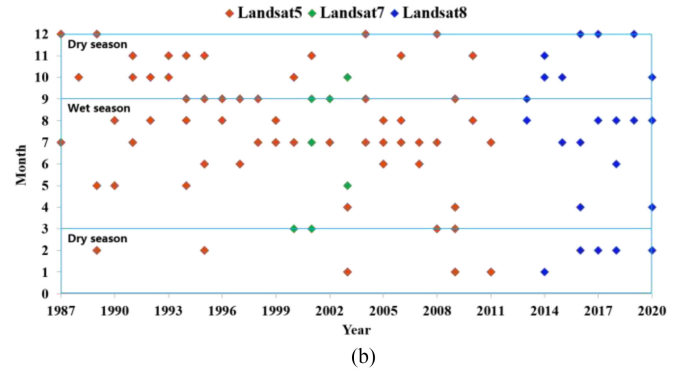 Landsat5 Landsat7 Landsat8
12
Dry season
11
10
9
Wet season
8
7
6
5
4
3
Dry season
2
1
0
Month
1987 1990 1993 1996 1999 2002 2005 2008 2011 2014 2017 2020
Year
(b)